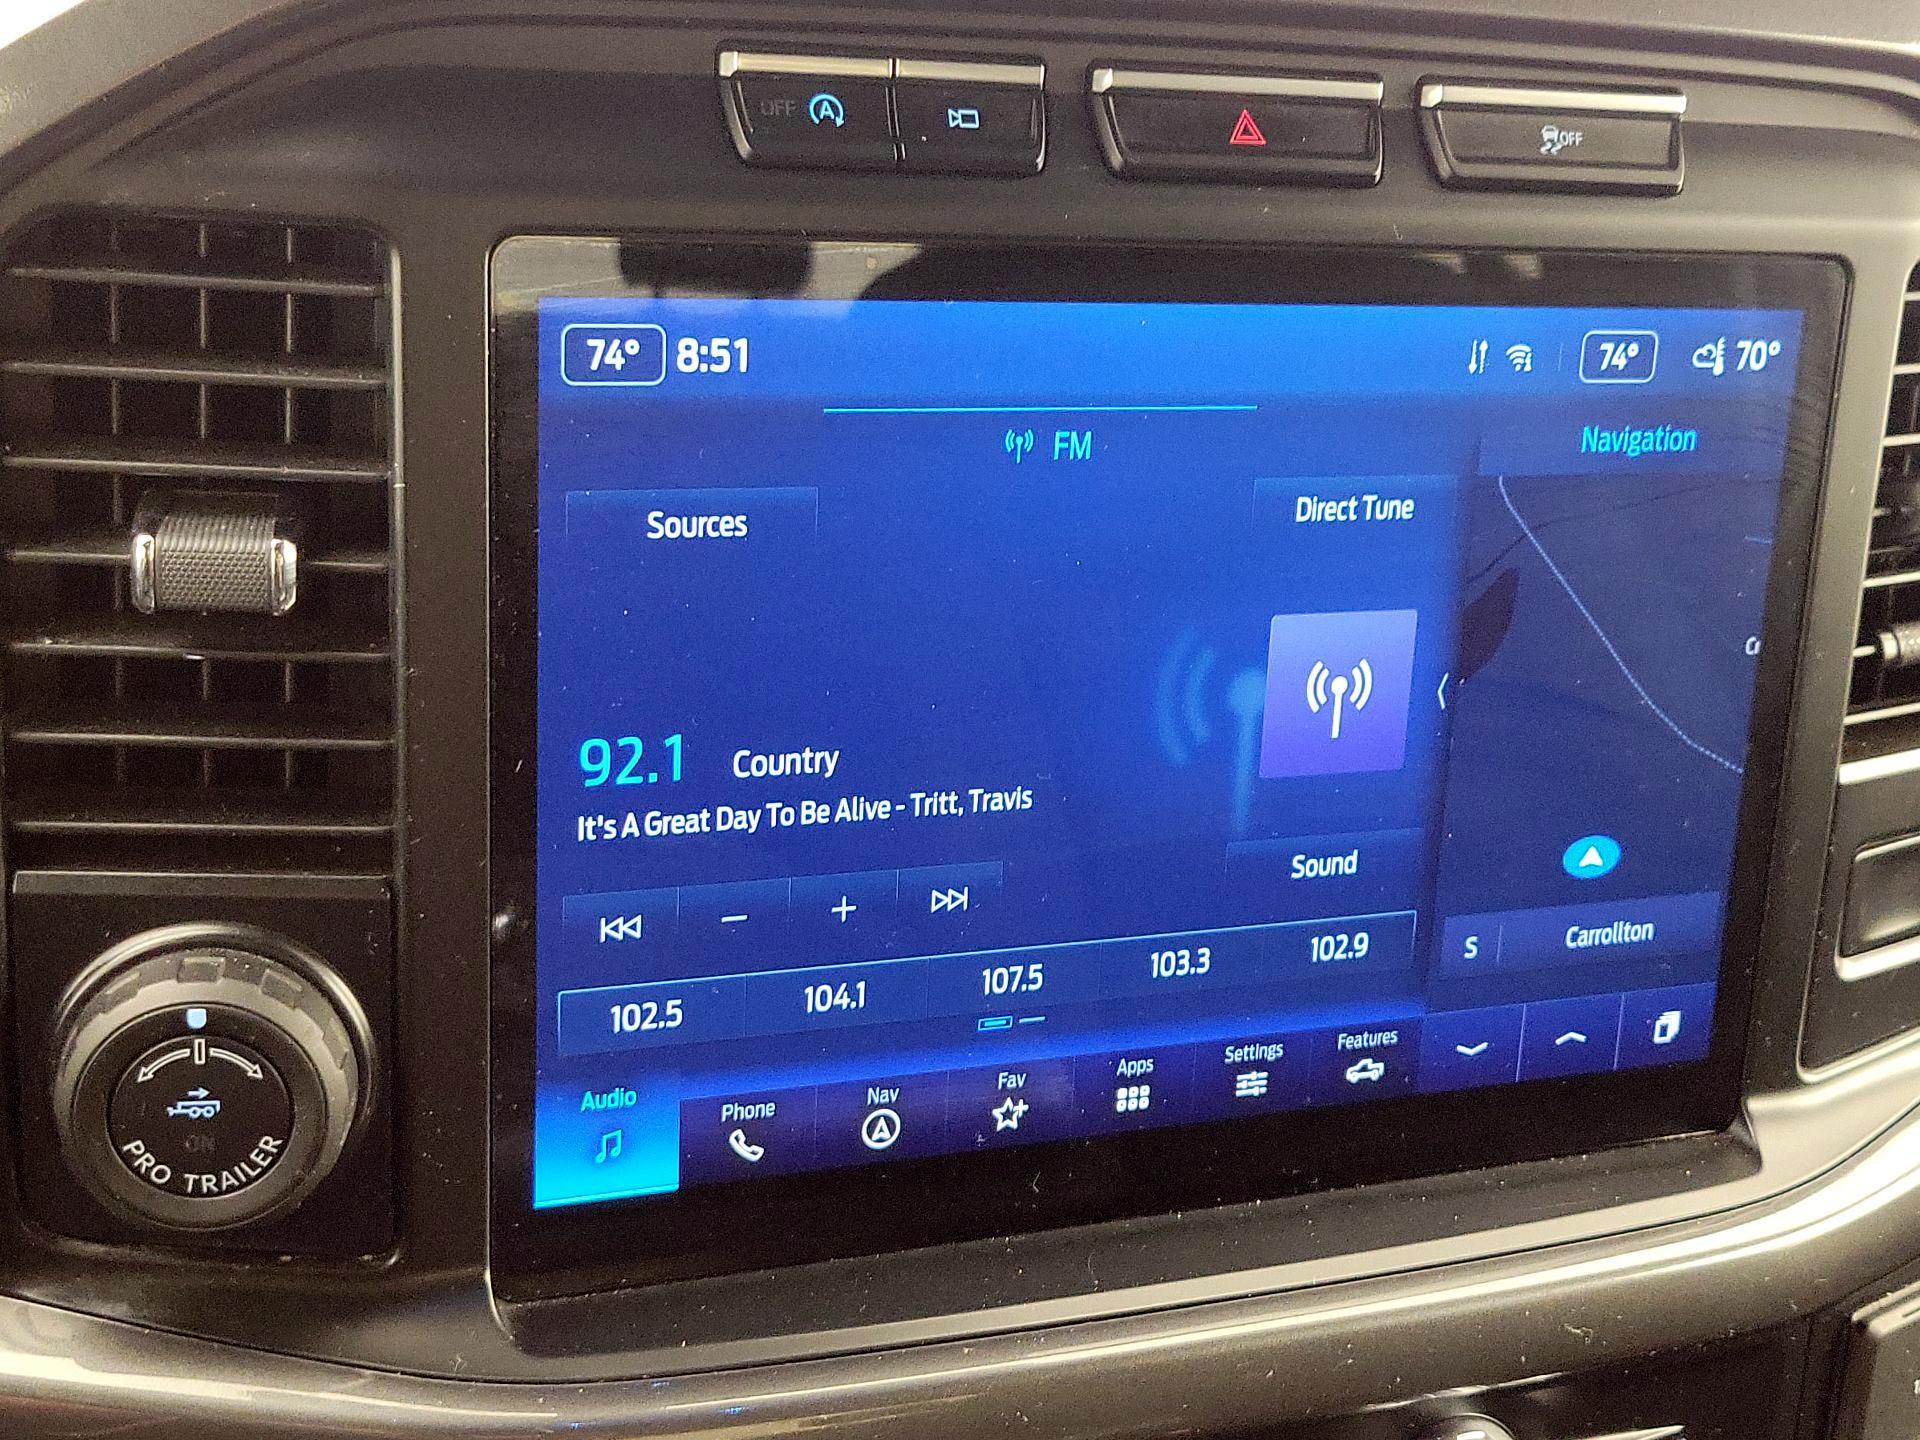 OFF A
OFF
74° 8:51
74° 70°
FM
Navigation
Sources
Direct Tune
92.1 Country
It's A Great Day To Be Alive - Tritt, Travis
Sound
102.5 104.1 107.5 103.3 102.9
S Carrollton
Audio Phone Nav Fav Apps Settings Features
ON
PRO TRAILER